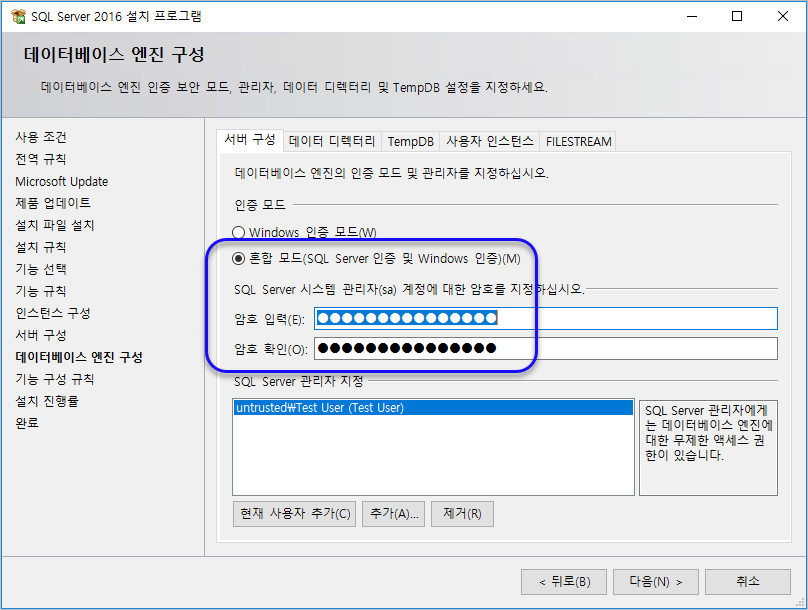 SQL Server 2016 설치 프로그램
데이터베이스 엔진 구성
데이터베이스 엔진 인증 보안 모드, 관리자, 데이터 디렉터리 및 TempDB 설정을 지정하세요.
사용 조건
전역 규칙
Microsoft Update
제품 업데이트
설치 파일 설치
설치 규칙
기능 선택
기능 규칙
인스턴스 구성
서버 구성
데이터베이스 엔진 구성
기능 구성 규칙
설치 진행률
완료
서버 구성 데이터 디렉터리 TempDB 사용자 인스턴스 FILESTREAM
데이터베이스 엔진의 인증 모드 및 관리자를 지정하십시오.
인증 모드
Windows 인증 모드(W)
혼합 모드(SQL Server 인증 및 Windows 인증)(M)
SQL Server 시스템 관리자(sa) 계정에 대한 암호를 지정하십시오.
암호 입력(E): ●●●●●●●●●●●●●●●
암호 확인(O): ●●●●●●●●●●●●●●●
SQL Server 관리자 지정
untrusted₩Test User (Test User)
SQL Server 관리자에게
는 데이터베이스 엔진에
대한 무제한 액세스 권
한이 있습니다.
현재 사용자 추가(C) 추가(A)... 제거(R)
< 뒤로(B) 다음(N) > 취소